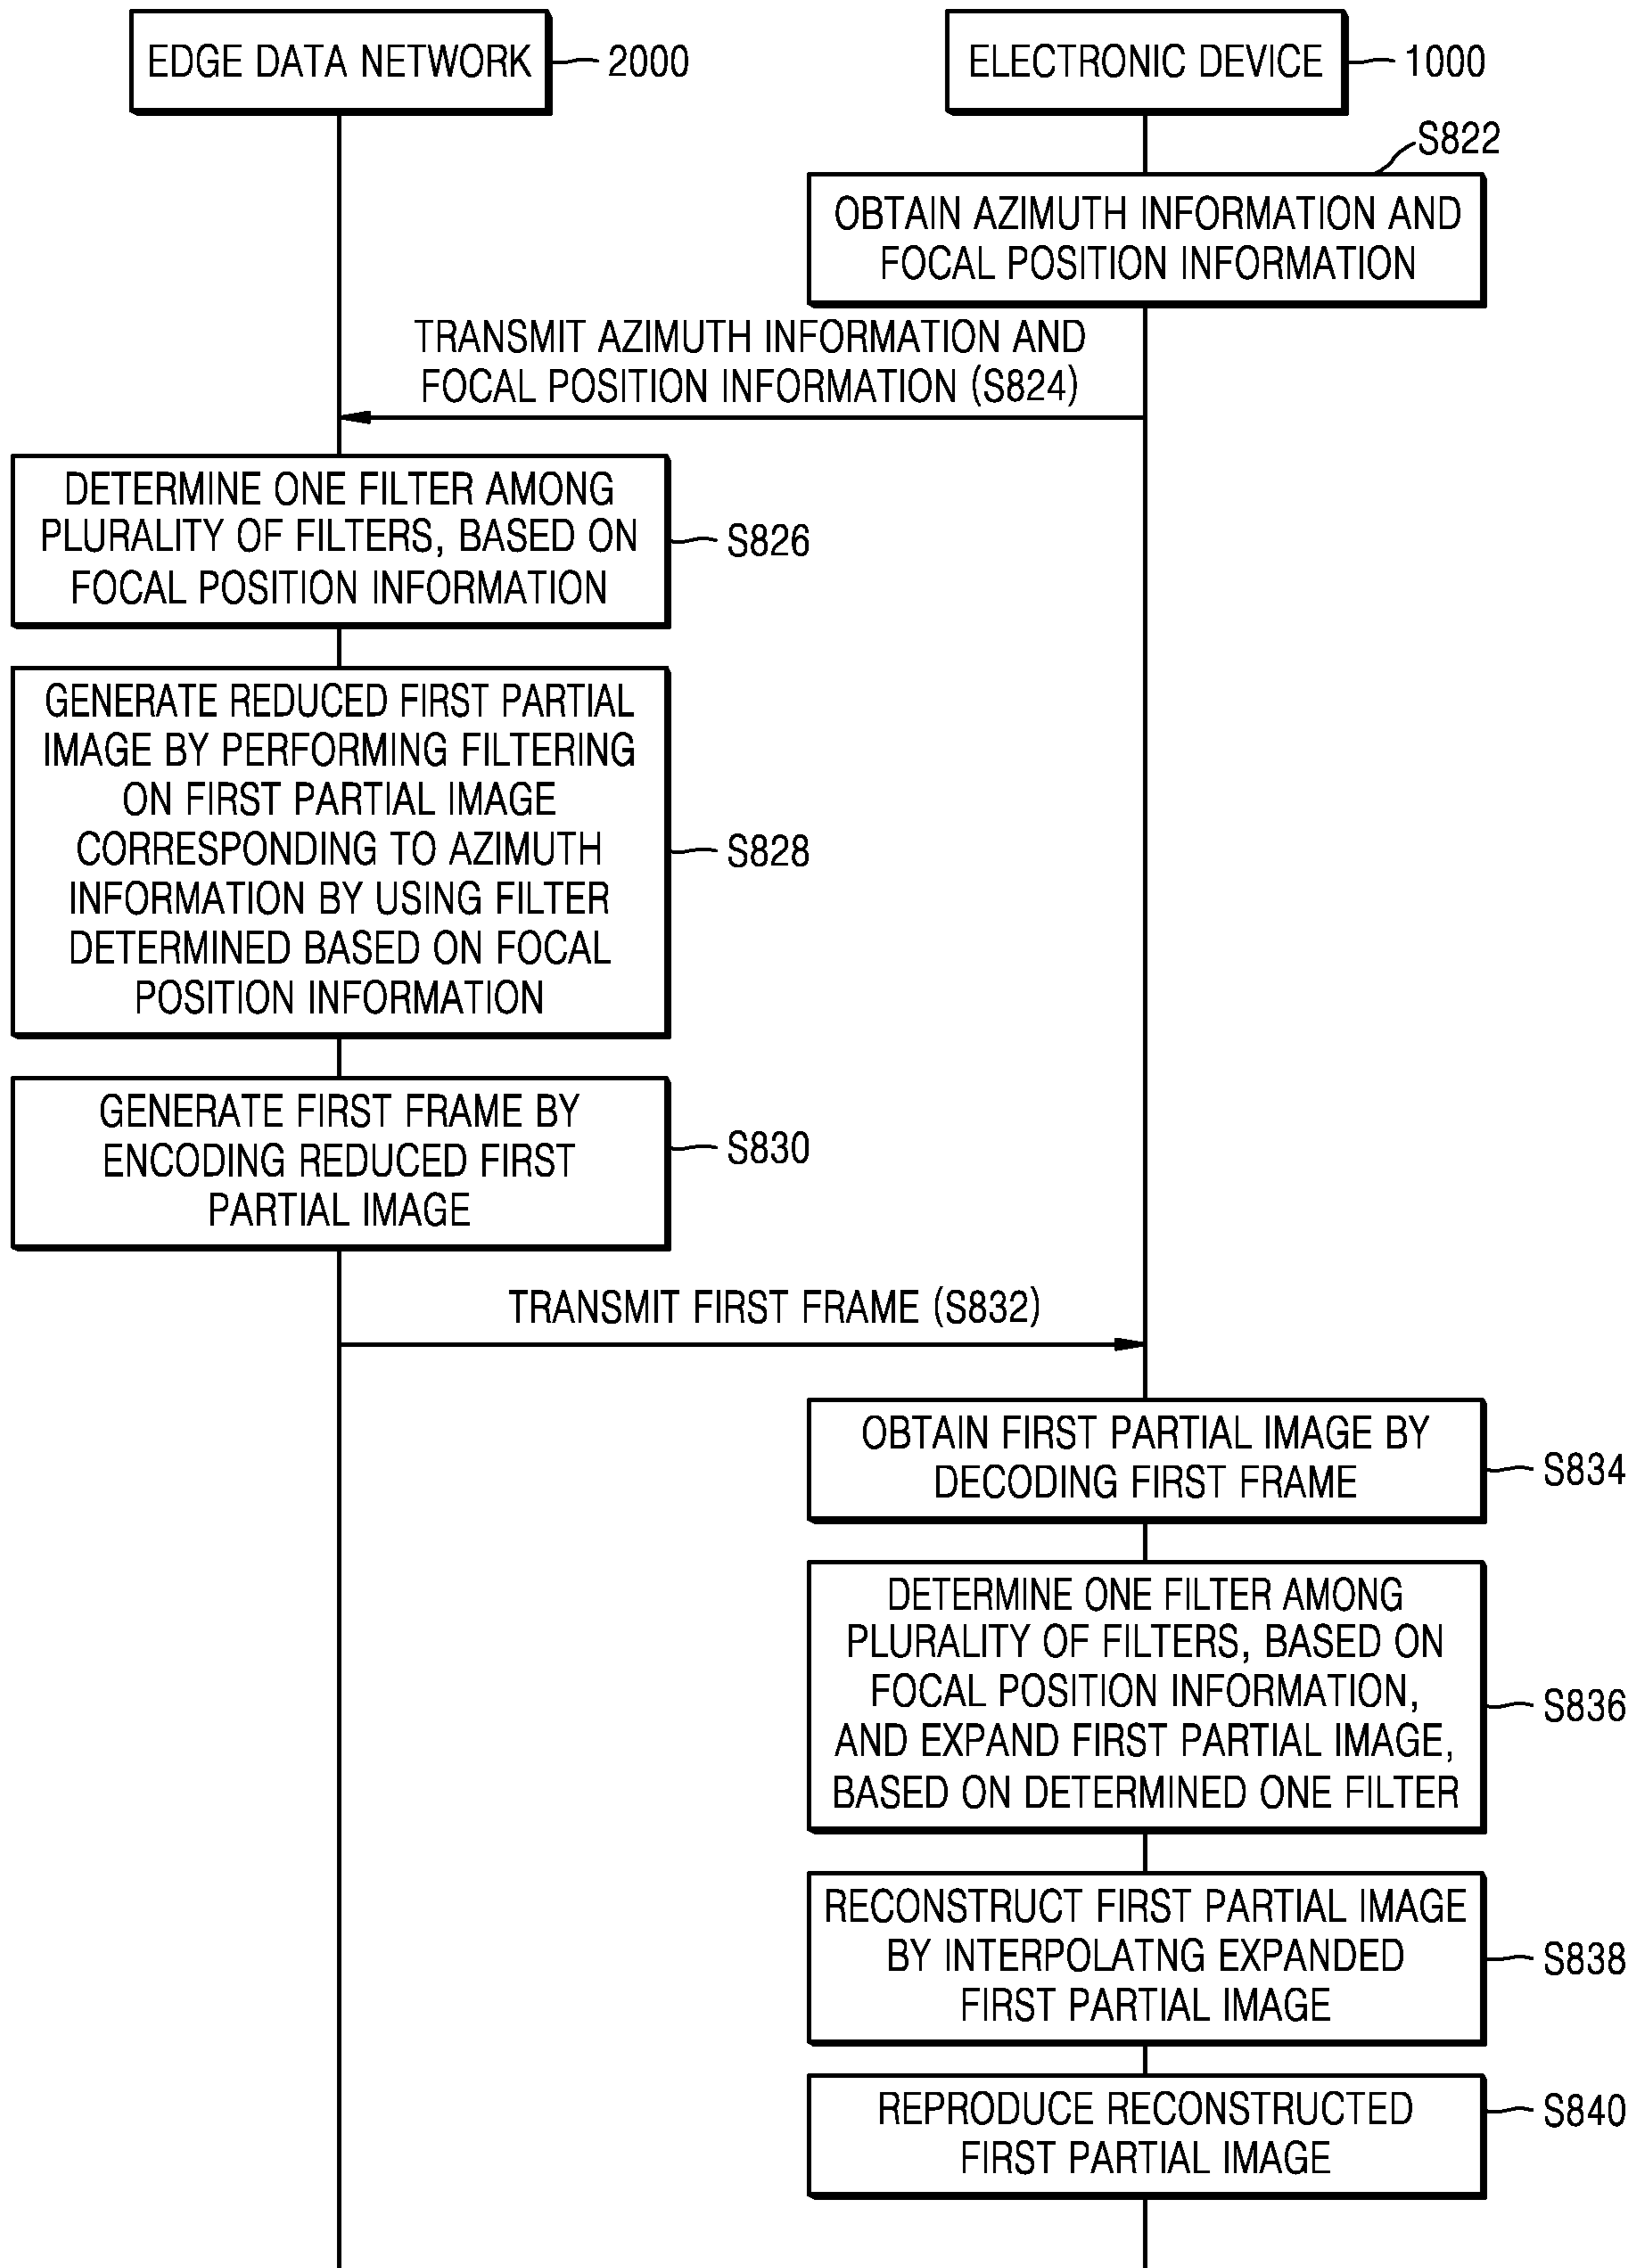 EDGE DATA NETWORK
2000
ELECTRONIC DEVICE
1000
S822
OBTAIN AZIMUTH INFORMATION AND
FOCAL POSITION INFORMATION
TRANSMIT AZIMUTH INFORMATION AND
FOCAL POSITION INFORMATION (S824)
DETERMINE ONE FILTER AMONG
PLURALITY OF FILTERS, BASED ON
FOCAL POSITION INFORMATION
S826
GENERATE REDUCED FIRST PARTIAL
IMAGE BY PERFORMING FILTERING
ON FIRST PARTIAL IMAGE
CORRESPONDING TO AZIMUTH
INFORMATION BY USING FILTER
DETERMINED BASED ON FOCAL
POSITION INFORMATION
S828
GENERATE FIRST FRAME BY
ENCODING REDUCED FIRST
PARTIAL IMAGE
S830
TRANSMIT FIRST FRAME (S832)
OBTAIN FIRST PARTIAL IMAGE BY
DECODING FIRST FRAME
S834
DETERMINE ONE FILTER AMONG
PLURALITY OF FILTERS, BASED ON
FOCAL POSITION INFORMATION,
AND EXPAND FIRST PARTIAL IMAGE,
BASED ON DETERMINED ONE FILTER
S836
RECONSTRUCT FIRST PARTIAL IMAGE
BY INTERPOLATNG EXPANDED
FIRST PARTIAL IMAGE
S838
REPRODUCE RECONSTRUCTED
FIRST PARTIAL IMAGE
S840